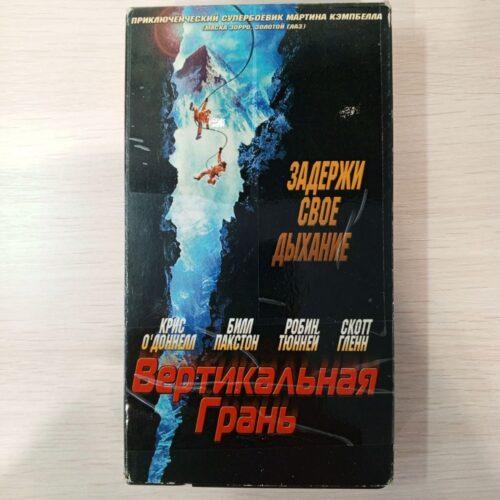 ПРИКЛЮЧЕНЧЕСКИЙ СУПЕРБОЕВИК МАРТИНА КЭМПБЕЛЛА
(МАСКА ЗОРРО, ЗОЛОТОЙ ГЛАЗ)
ЗАДЕРЖИ
СВОЕ
ДЫХАНИЕ
КРИС О'ДОННЕЛЛ
БИЛЛ ПАКСТОН
РОБИН ТЮННЕЙ
СКОТТ ГЛЕНН
Вертикальная
Грань